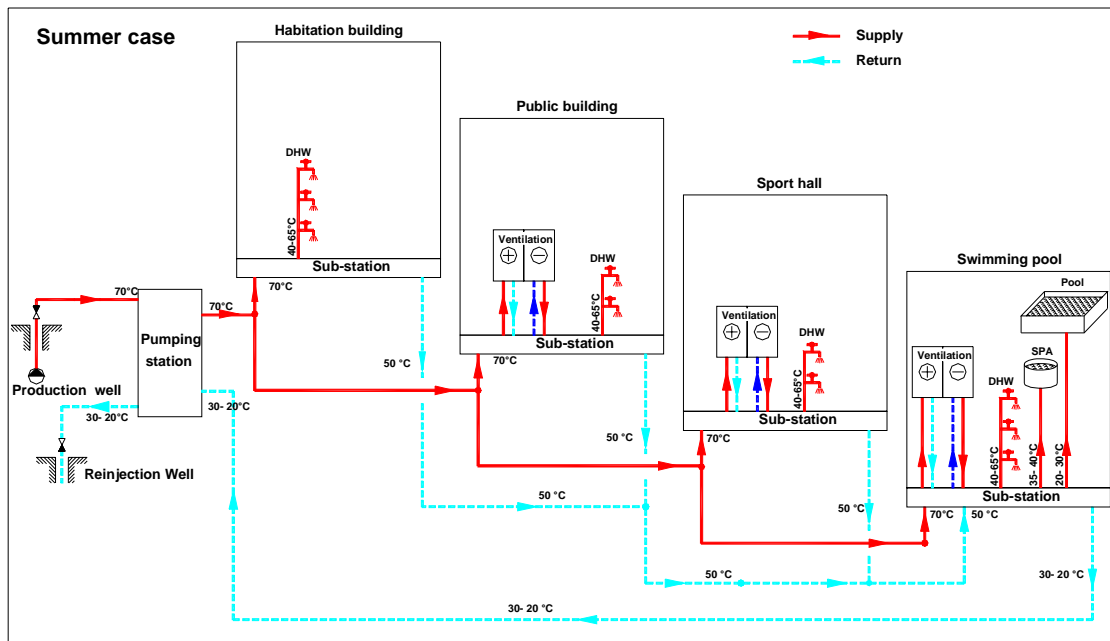 Summer case
Supply
Return
Habitation building
DHW
40-65°C
Sub-station
70°C
50 °C
Public building
Ventilation
DHW
40-65°C
Sub-station
70°C
50 °C
Sport hall
Ventilation
DHW
40-65°C
Sub-station
70°C
50 °C
Swimming pool
Pool
Ventilation
SPA
DHW
40-65°C
35- 40°C
20- 30°C
Sub-station
70°C
50 °C
70°C
70°C
Pumping
station
Production well
30- 20°C
30- 20°C
Reinjection Well
50 °C
50 °C
30- 20 °C
30- 20 °C